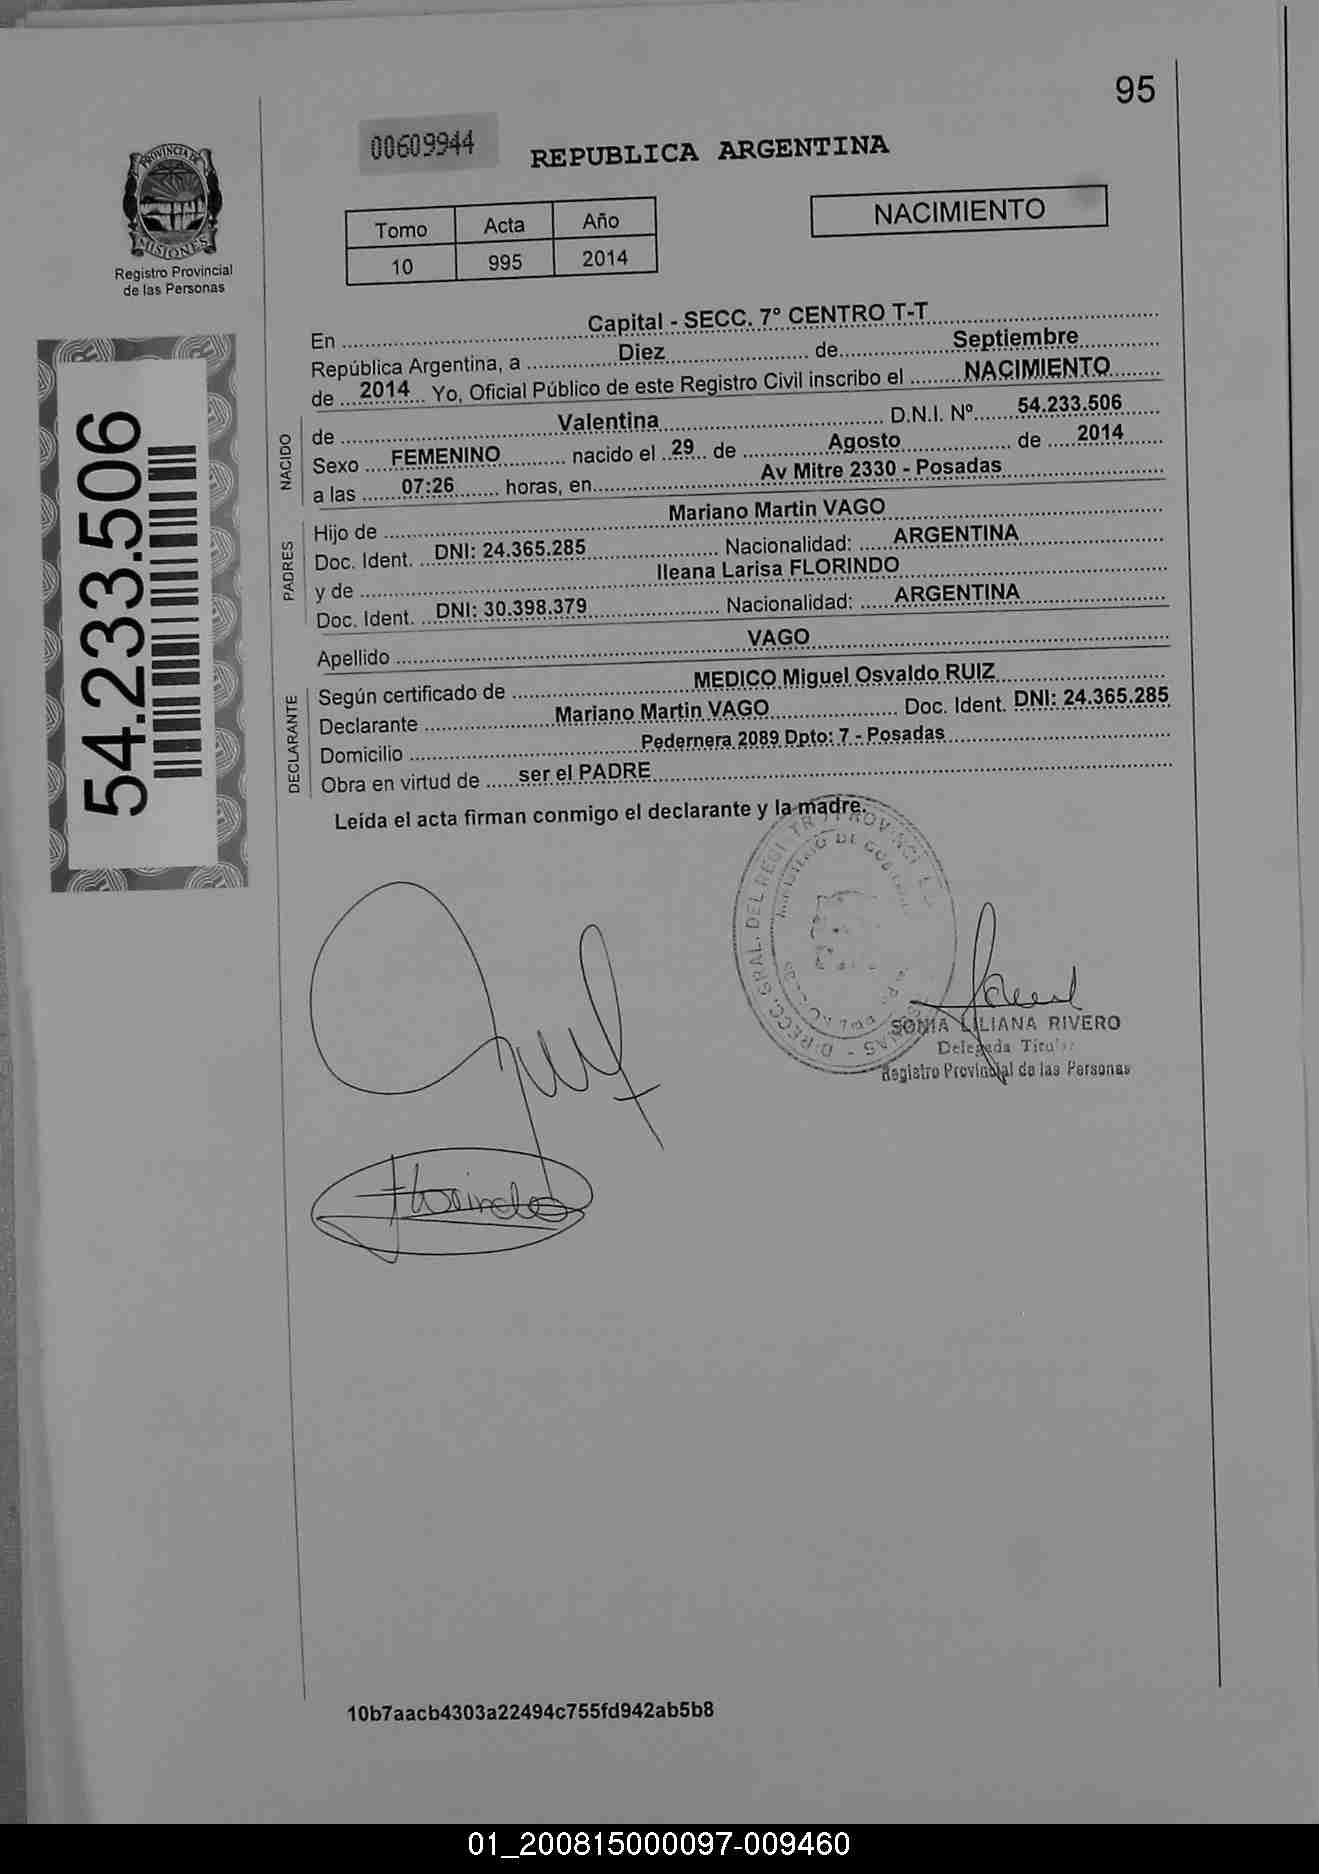 95
00609944
REPUBLICA ARGENTINA
NACIMIENTO
Tomo Acta Año
10 995 2014
PROVINCIA DE
MISIONES
Registro Provincial
de las Personas
54.233.506
En Capital - SECC. 7° CENTRO T-T
República Argentina, a Diez de Septiembre
de 2014 Yo, Oficial Público de este Registro Civil inscribo el NACIMIENTO
NACIDO
de Valentina D.N.I. Nº 54.233.506
Sexo FEMENINO nacido el 29 de Agosto de 2014
a las 07:26 horas, en Av Mitre 2330 - Posadas
PADRES
Hijo de Mariano Martin VAGO
Doc. Ident. DNI: 24.365.285 Nacionalidad: ARGENTINA
y de Ileana Larisa FLORINDO
Doc. Ident. DNI: 30.398.379 Nacionalidad: ARGENTINA
Apellido VAGO
DECLARANTE
Según certificado de MEDICO Miguel Osvaldo RUIZ
Declarante Mariano Martin VAGO Doc. Ident. DNI: 24.365.285
Domicilio Pedernera 2089 Dpto: 7 - Posadas
Obra en virtud de ser el PADRE
Leída el acta firman conmigo el declarante y la madre.
SONIA LILIANA RIVERO
Delegada Titular
Registro Provincial de las Personas
Florindo
10b7aacb4303a22494c755fd942ab5b8
01_200815000097-009460